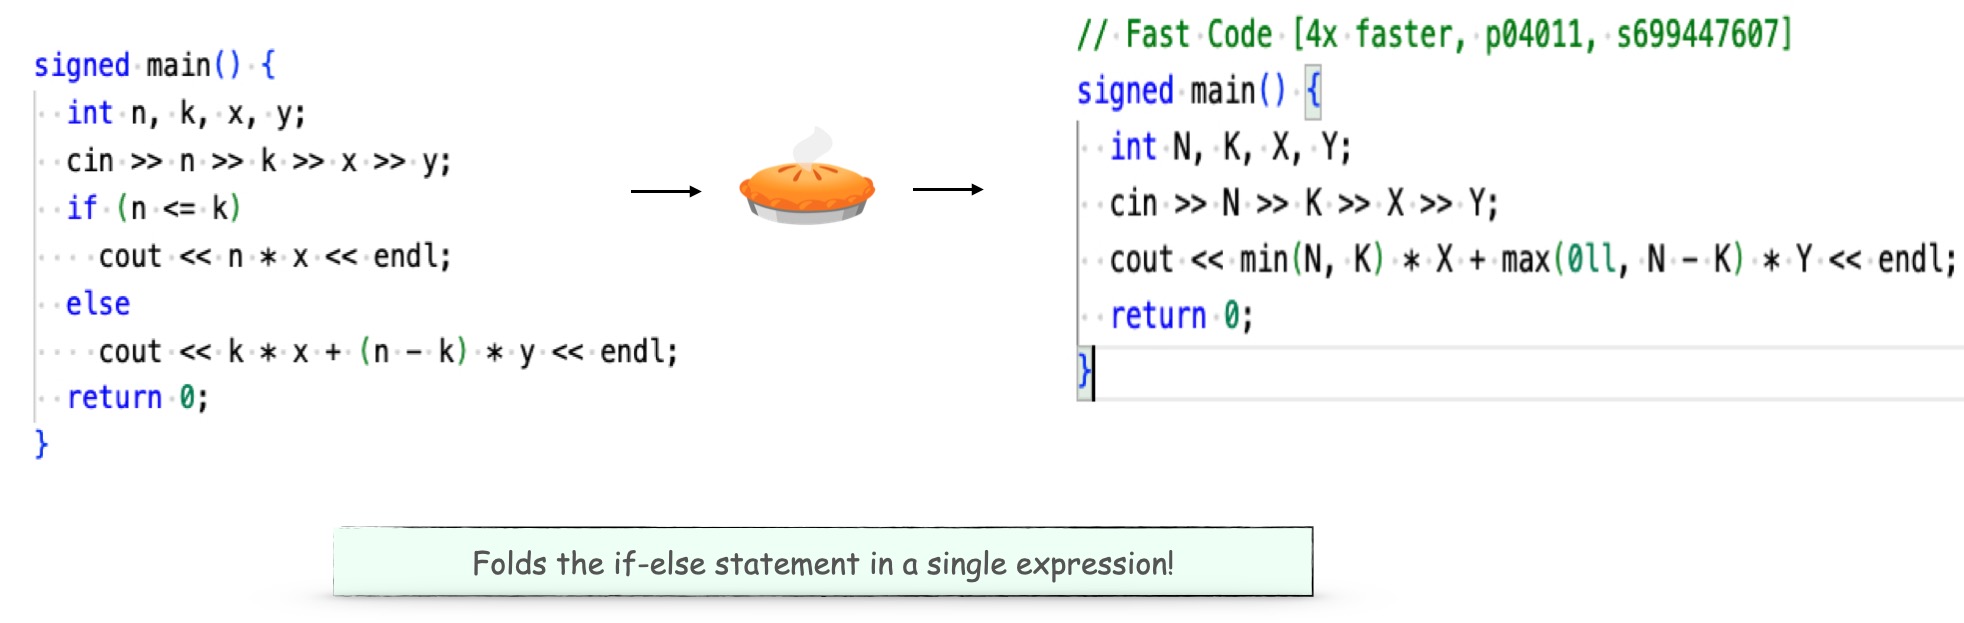 signed main() {
int n, k, x, y;
cin >> n >> k >> x >> y;
if (n <= k)
cout << n * x << endl;
else
cout << k * x + (n - k) * y << endl;
return 0;
}
// Fast Code [4x faster, p04011, s699447607]
signed main() {
int N, K, X, Y;
cin >> N >> K >> X >> Y;
cout << min(N, K) * X + max(0ll, N - K) * Y << endl;
return 0;
}
Folds the if-else statement in a single expression!